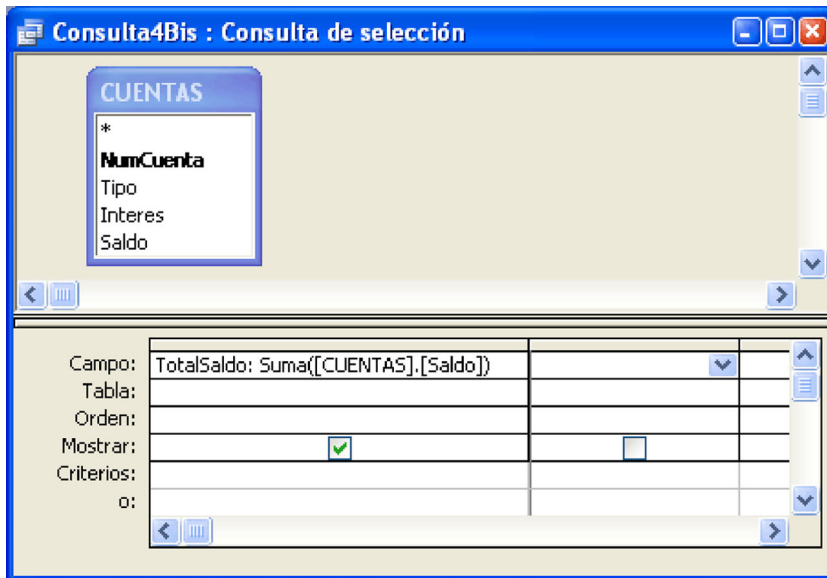 Consulta4Bis : Consulta de selección
CUENTAS
*
NumCuenta
Tipo
Interes
Saldo
Campo: TotalSaldo: Suma([CUENTAS].[Saldo])
Tabla:
Orden:
Mostrar:
Criterios:
o: